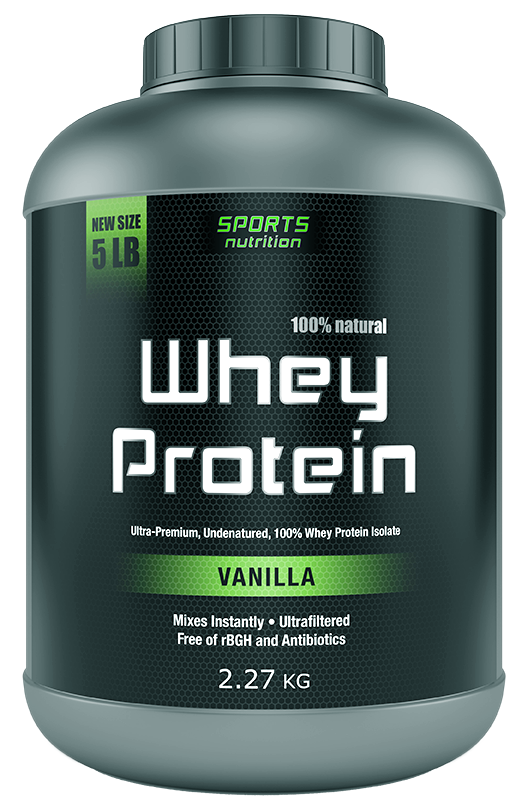 NEW SIZE
5 LB
SPORTS
nutrition
100% natural
Whey
Protein
Ultra-Premium, Undenatured, 100% Whey Protein Isolate
VANILLA
Mixes Instantly • Ultrafiltered
Free of rBGH and Antibiotics
2.27 KG